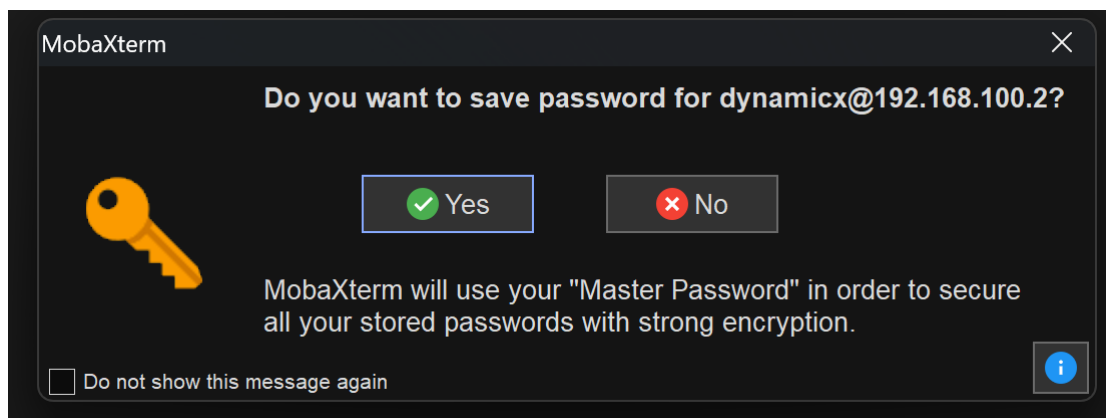 MobaXterm
Do you want to save password for dynamicx@192.168.100.2?
Yes
No
MobaXterm will use your "Master Password" in order to secure
all your stored passwords with strong encryption.
Do not show this message again